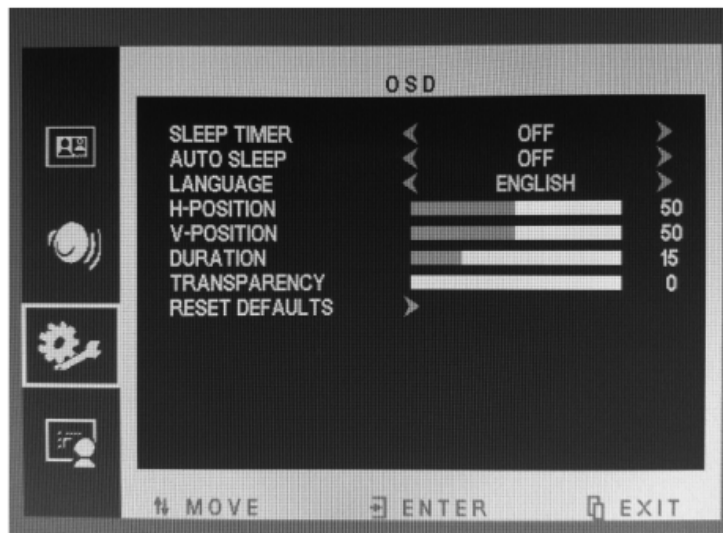 OSD
SLEEP TIMER OFF
AUTO SLEEP OFF
LANGUAGE ENGLISH
H-POSITION 50
V-POSITION 50
DURATION 15
TRANSPARENCY 0
RESET DEFAULTS
MOVE ENTER EXIT